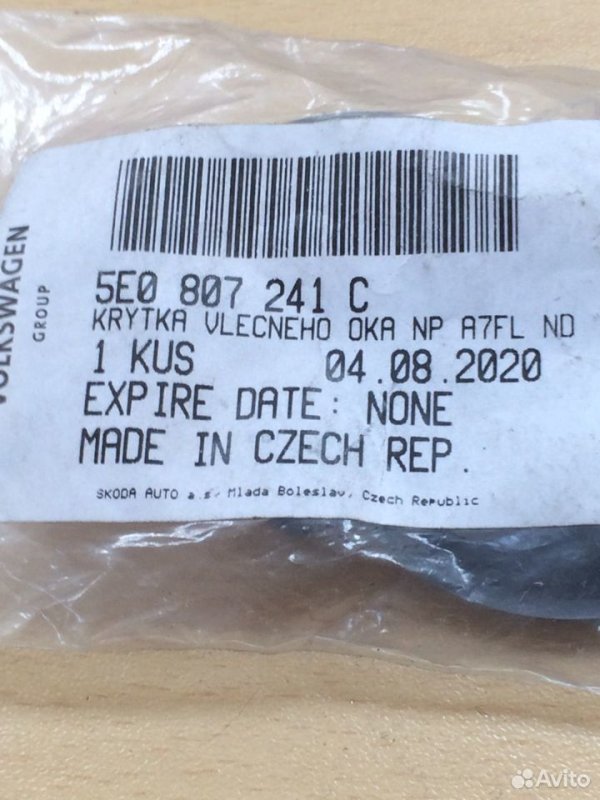 VOLKSWAGEN
GROUP
5E0 807 241 C
KRYTKA VLECNEHO OKA NP A7FL ND
1 KUS 04.08.2020
EXPIRE DATE: NONE
MADE IN CZECH REP.
SKODA AUTO a.s, Mlada Boleslav, Czech Republic
Avito